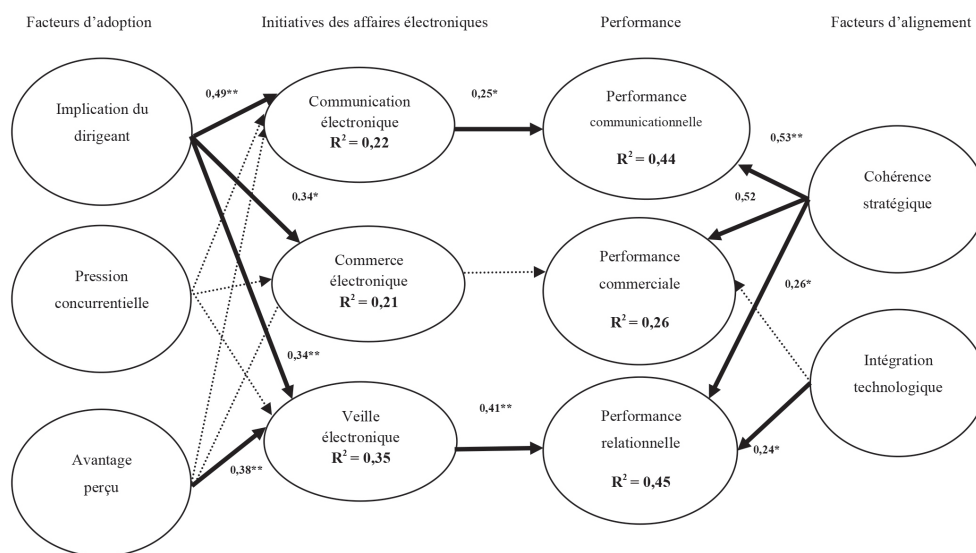 Facteurs d’adoption
Initiatives des affaires électroniques
Performance
Facteurs d’alignement
Implication du
dirigeant
Pression
concurrentielle
Avantage
perçu
0,49**
0.34*
0,34**
0,38**
Communication
électronique
R² = 0,22
Commerce
électronique
R² = 0,21
Veille
électronique
R² = 0,35
0,25*
0,41**
Performance
communicationnelle
R² = 0,44
Performance
commerciale
R² = 0,26
Performance
relationnelle
R² = 0,45
0,53**
0,52
0,26*
0,24*
Cohérence
stratégique
Intégration
technologique